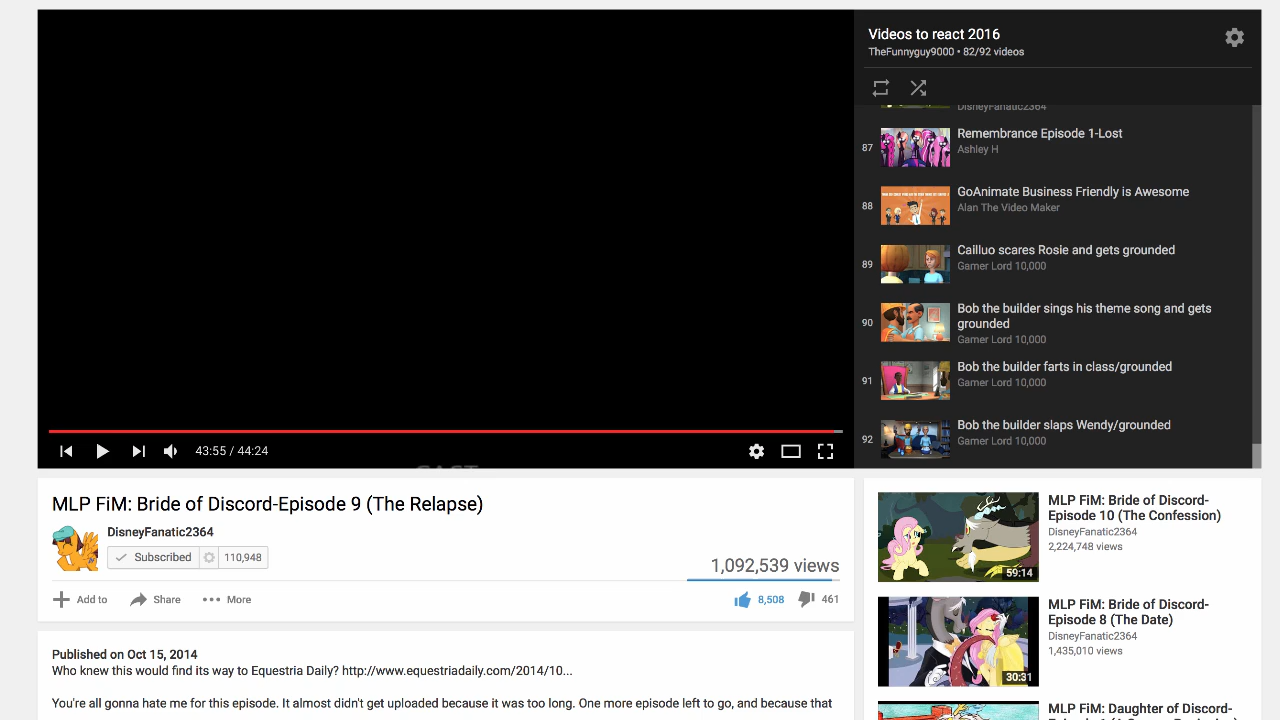 Videos to react 2016
TheFunnyguy9000 • 82/92 videos
DisneyFanatic2364
87
Remembrance Episode 1-Lost
Ashley H
88
GoAnimate Business Friendly is Awesome
Alan The Video Maker
89
Cailluo scares Rosie and gets grounded
Gamer Lord 10,000
90
Bob the builder sings his theme song and gets
grounded
Gamer Lord 10,000
91
Bob the builder farts in class/grounded
Gamer Lord 10,000
92
Bob the builder slaps Wendy/grounded
Gamer Lord 10,000
43:55 / 44:24
CAST
MLP FiM: Bride of Discord-Episode 9 (The Relapse)
DisneyFanatic2364
Subscribed 110,948
1,092,539 views
Add to Share More
8,508 461
Published on Oct 15, 2014
Who knew this would find its way to Equestria Daily? http://www.equestriadaily.com/2014/10...
You're all gonna hate me for this episode. It almost didn't get uploaded because it was too long. One more episode left to go, and because that
MLP FiM: Bride of Discord-
Episode 10 (The Confession)
DisneyFanatic2364
2,224,748 views
59:14
MLP FiM: Bride of Discord-
Episode 8 (The Date)
DisneyFanatic2364
1,435,010 views
30:31
MLP FiM: Daughter of Discord-